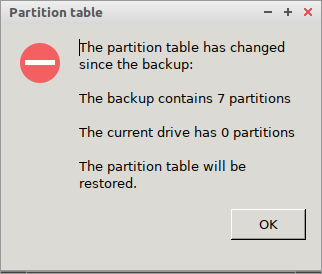 Partition table
The partition table has changed
since the backup:
The backup contains 7 partitions
The current drive has 0 partitions
The partition table will be
restored.
OK